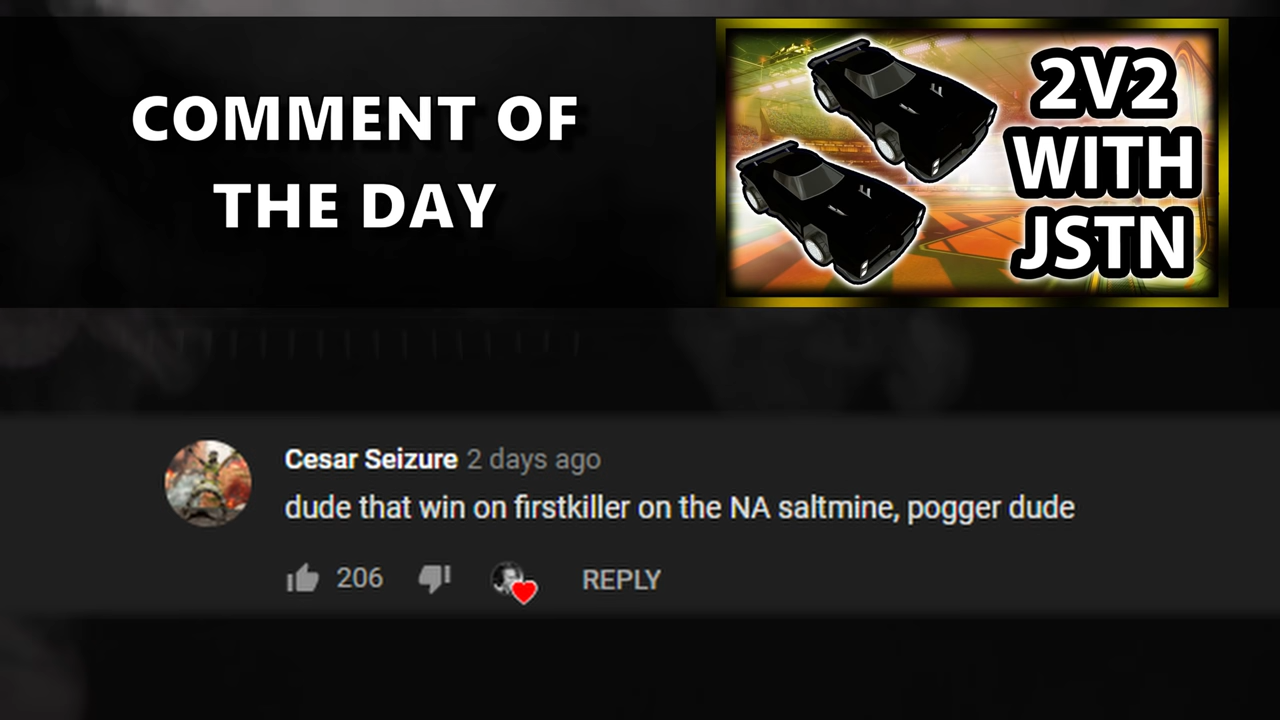 COMMENT OF
THE DAY
2V2
WITH
JSTN
Cesar Seizure 2 days ago
dude that win on firstkiller on the NA saltmine, pogger dude
206 REPLY